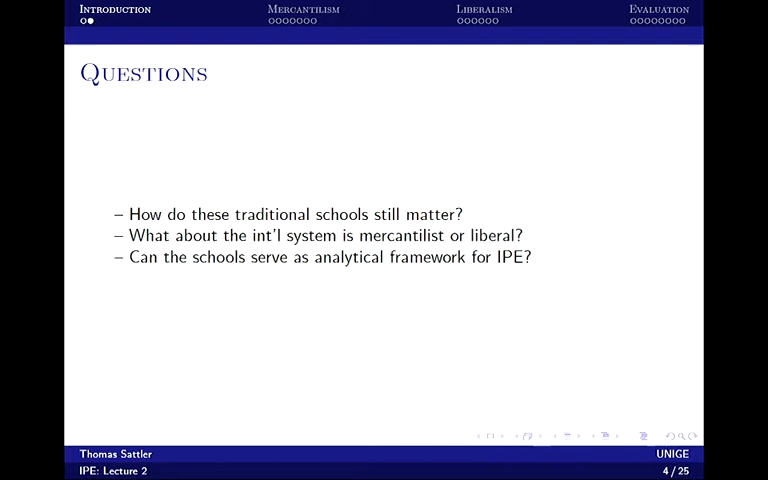 Introduction Mercantilism Liberalism Evaluation
Questions
– How do these traditional schools still matter?
– What about the int'l system is mercantilist or liberal?
– Can the schools serve as analytical framework for IPE?
Thomas Sattler UNIGE
IPE: Lecture 2 4 / 25